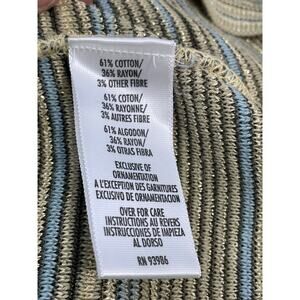 61% COTTON/
36% RAYON/
3% OTHER FIBRE
61% COTON/
36% RAYONNE/
3% AUTRES FIBRE
61% ALGODON/
36% RAYON/
3% OTRAS FIBRA
EXCLUSIVE OF
ORNAMENTATION
A L'EXCEPTION DES GARNITURES
EXCLUSIVO DE ORNAMENTACION
OVER FOR CARE
INSTRUCTIONS AU REVERS
INSTRUCCIONES DE LIMPIEZA
AL DORSO
RN 93986